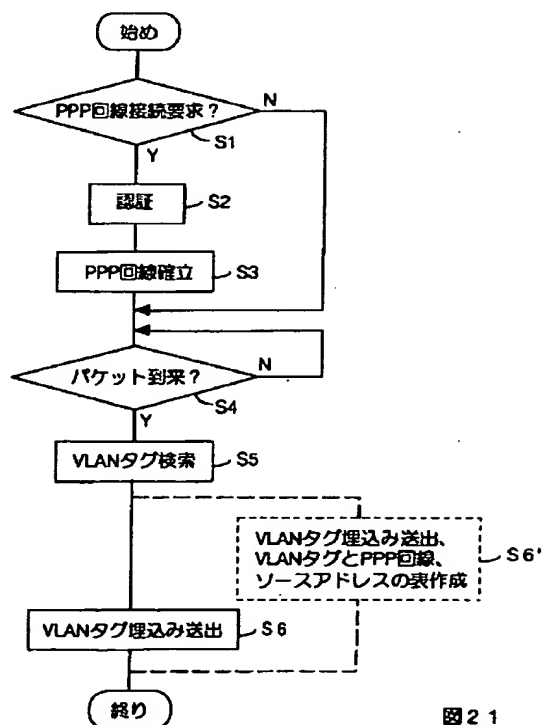 始め
PPP回線接続要求？
N
S1
Y
認証
S2
PPP回線確立
S3
パケット到来？
N
S4
Y
VLANタグ検索
S5
VLANタグ埋込み送出、
VLANタグとPPP回線、
ソースアドレスの表作成
S6'
VLANタグ埋込み送出
S6
終り
図21